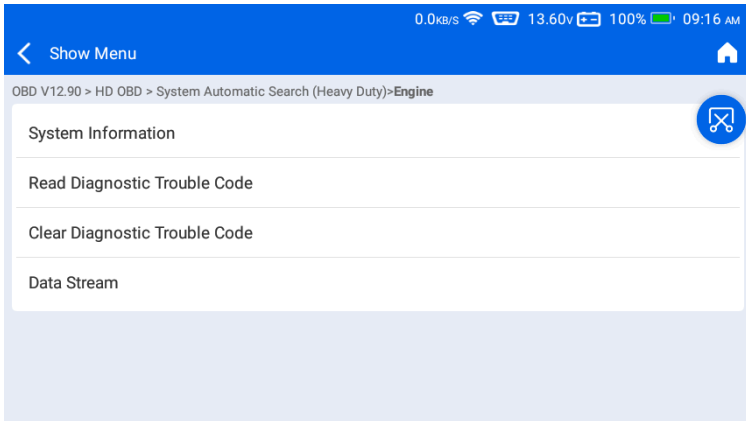 0.0KB/S 13.60V 100% 09:16 AM
Show Menu
OBD V12.90 > HD OBD > System Automatic Search (Heavy Duty)>Engine
System Information
Read Diagnostic Trouble Code
Clear Diagnostic Trouble Code
Data Stream